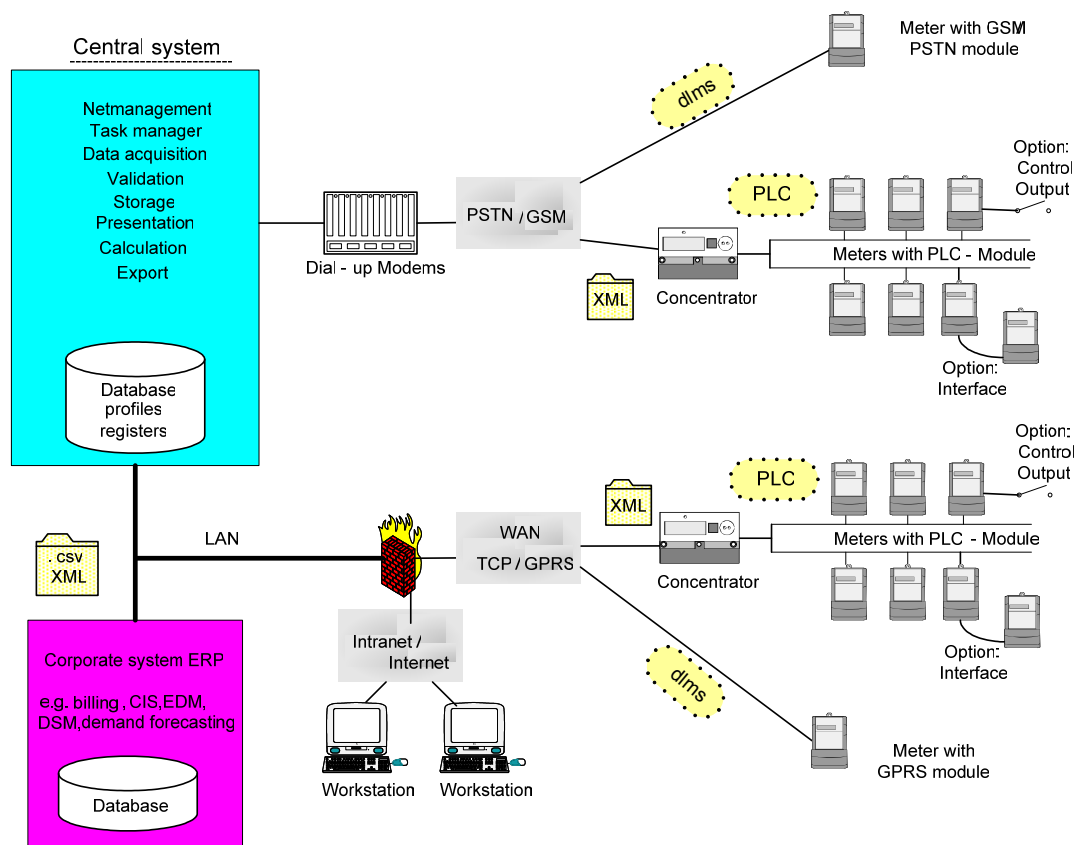 Central system
Netmanagement
Task manager
Data acquisition
Validation
Storage
Presentation
Calculation
Export
Database
profiles
registers
Dial - up Modems
PSTN / GSM
dlms
Meter with GSM
PSTN module
PLC
Option:
Control
Output
XML
Concentrator
Meters with PLC - Module
Option:
Interface
LAN
. csv
XML
WAN
TCP / GPRS
XML
Concentrator
PLC
Option:
Control
Output
Meters with PLC - Module
Option:
Interface
dlms
Meter with
GPRS module
Intranet /
Internet
Workstation
Workstation
Corporate system ERP
e.g. billing , CIS,EDM,
DSM,demand forecasting
Database